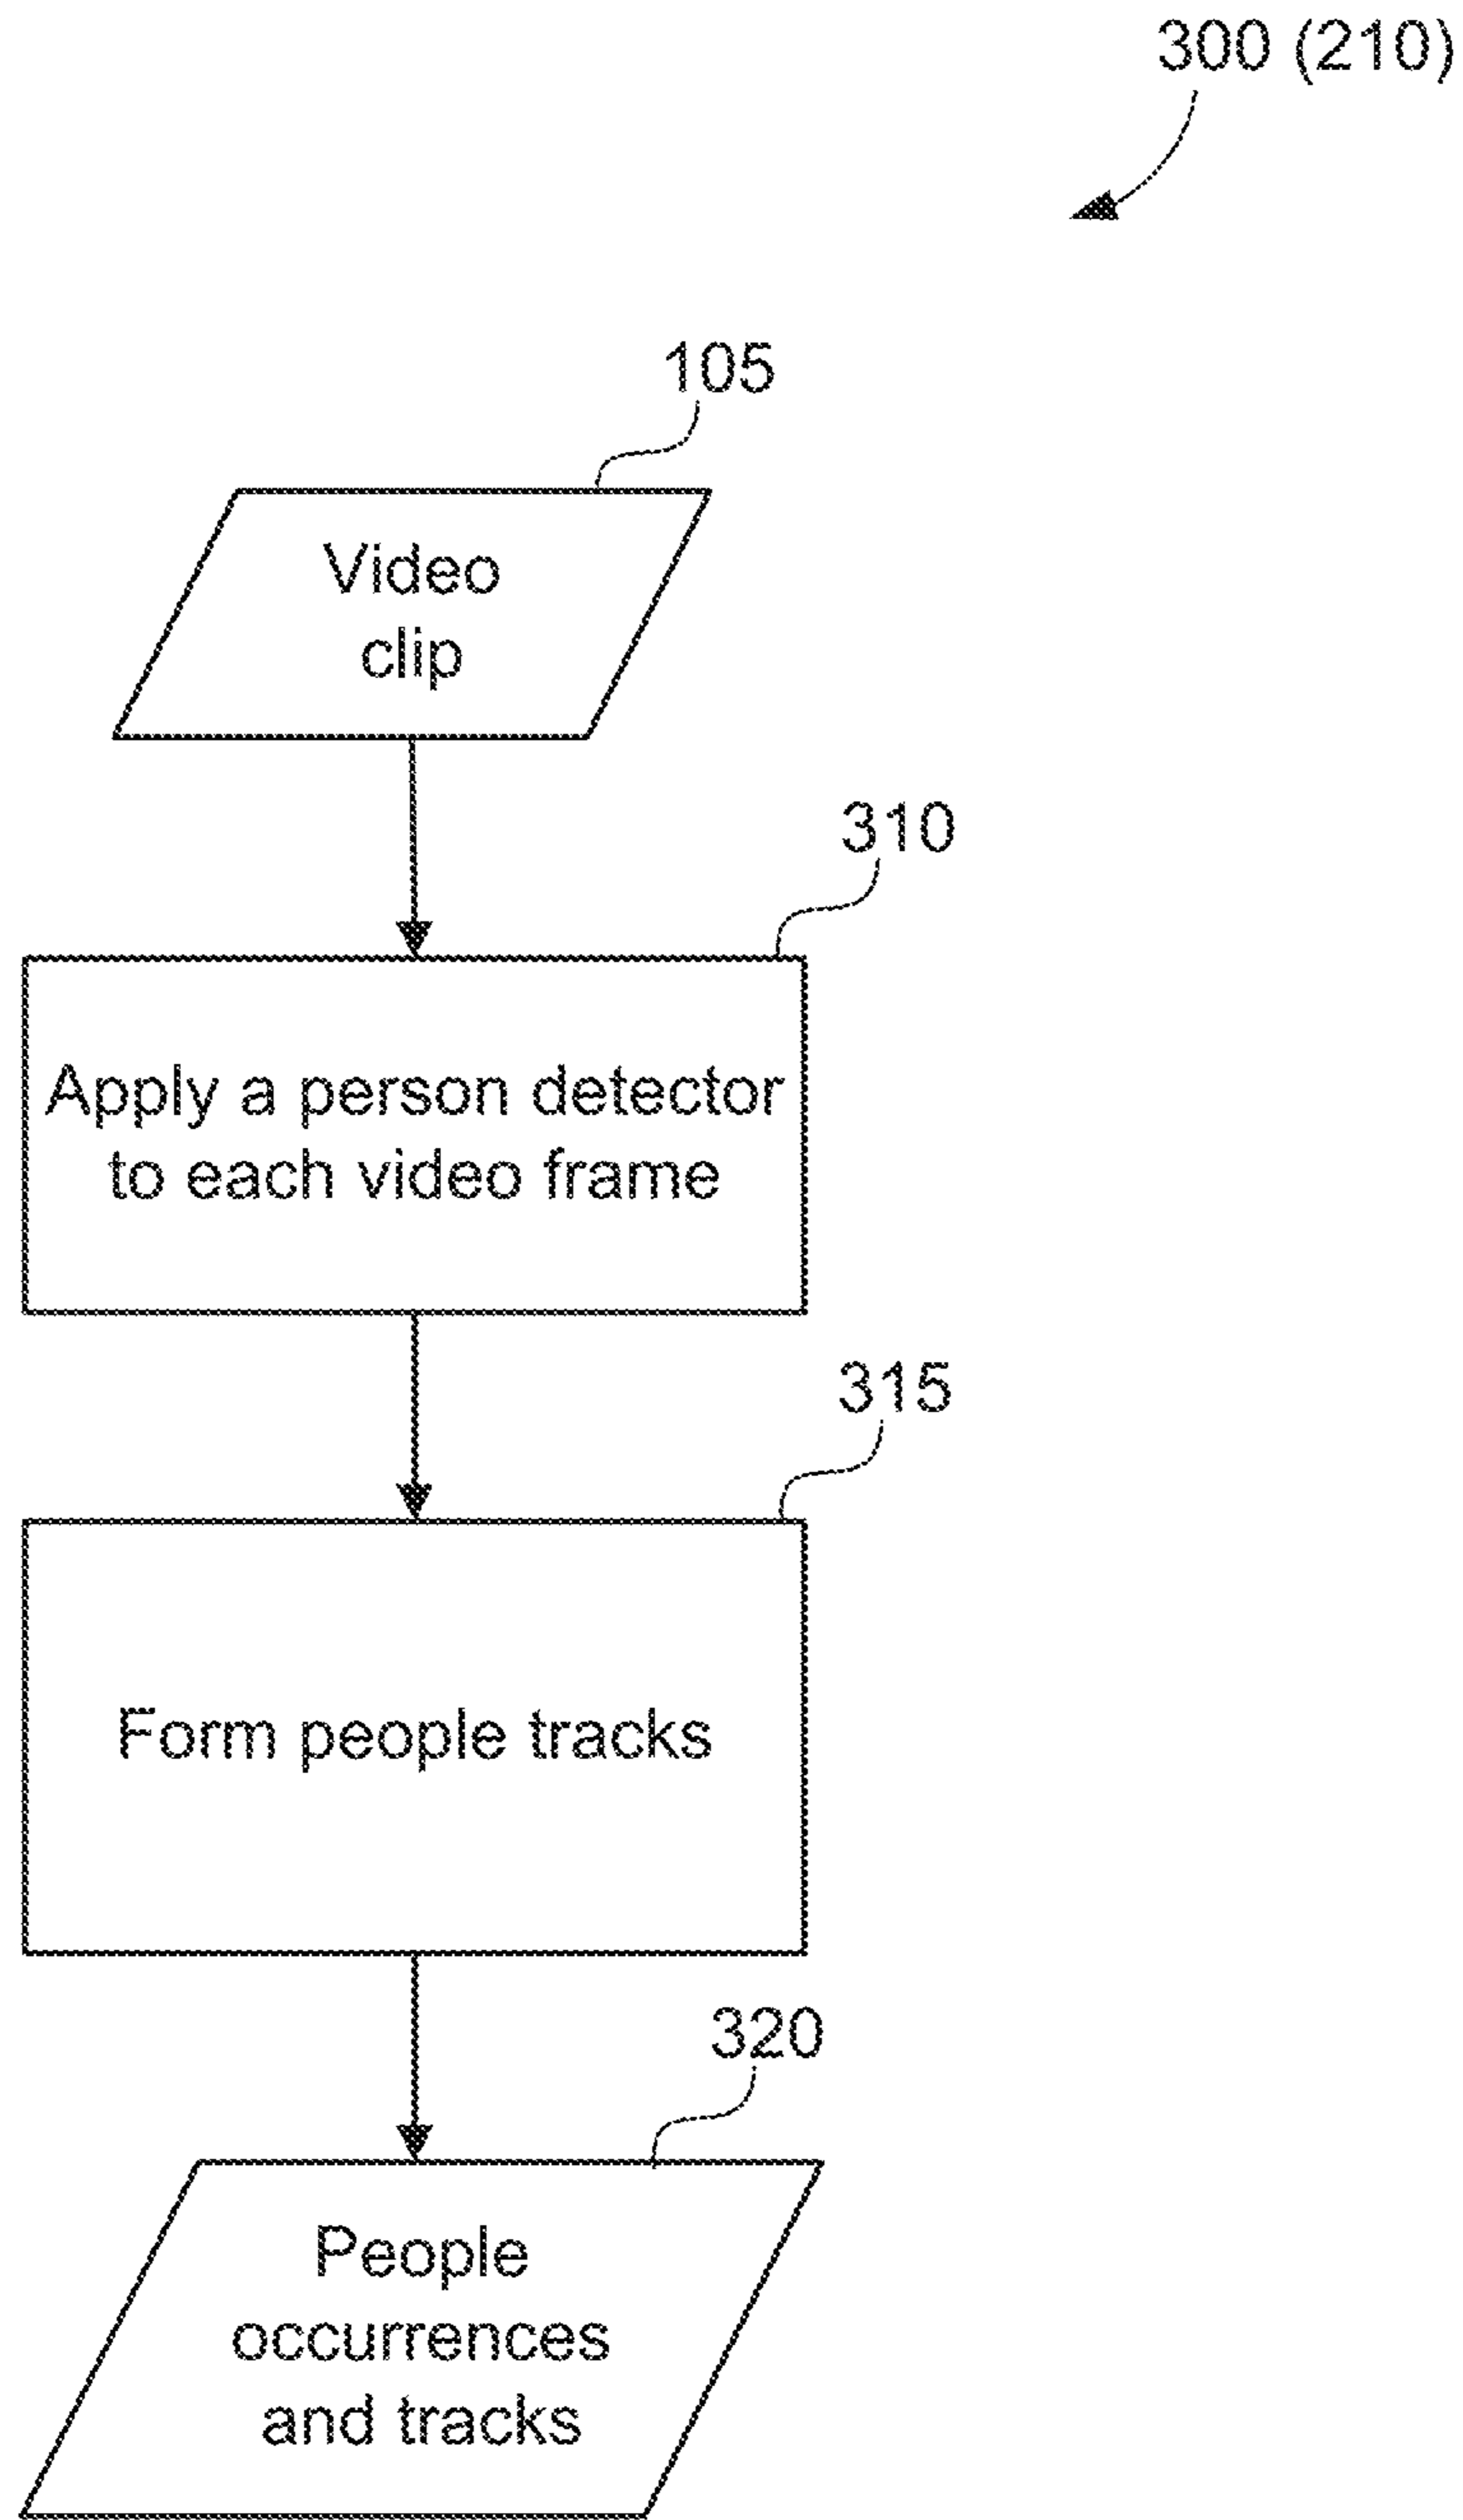 300 (210)
105
Video
clip
310
Apply a person detector
to each video frame
315
Form people tracks
320
People
occurrences
and tracks